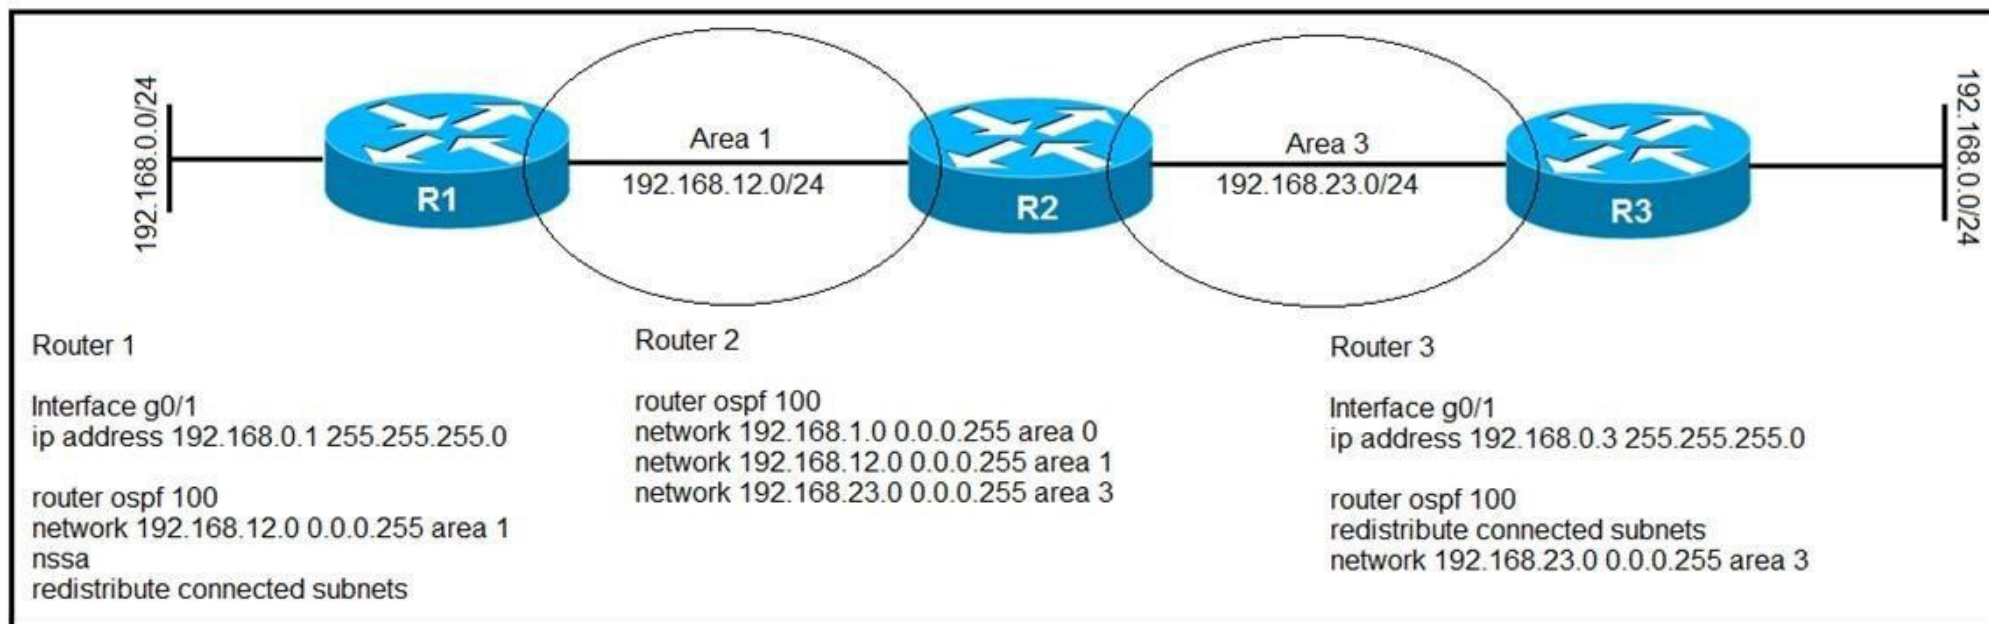 192.168.0.0/24
R1
Area 1
192.168.12.0/24
R2
Area 3
192.168.23.0/24
R3
192.168.0.0/24
Router 1
Interface g0/1
ip address 192.168.0.1 255.255.255.0
router ospf 100
network 192.168.12.0 0.0.0.255 area 1
nssa
redistribute connected subnets
Router 2
router ospf 100
network 192.168.1.0 0.0.0.255 area 0
network 192.168.12.0 0.0.0.255 area 1
network 192.168.23.0 0.0.0.255 area 3
Router 3
Interface g0/1
ip address 192.168.0.3 255.255.255.0
router ospf 100
redistribute connected subnets
network 192.168.23.0 0.0.0.255 area 3